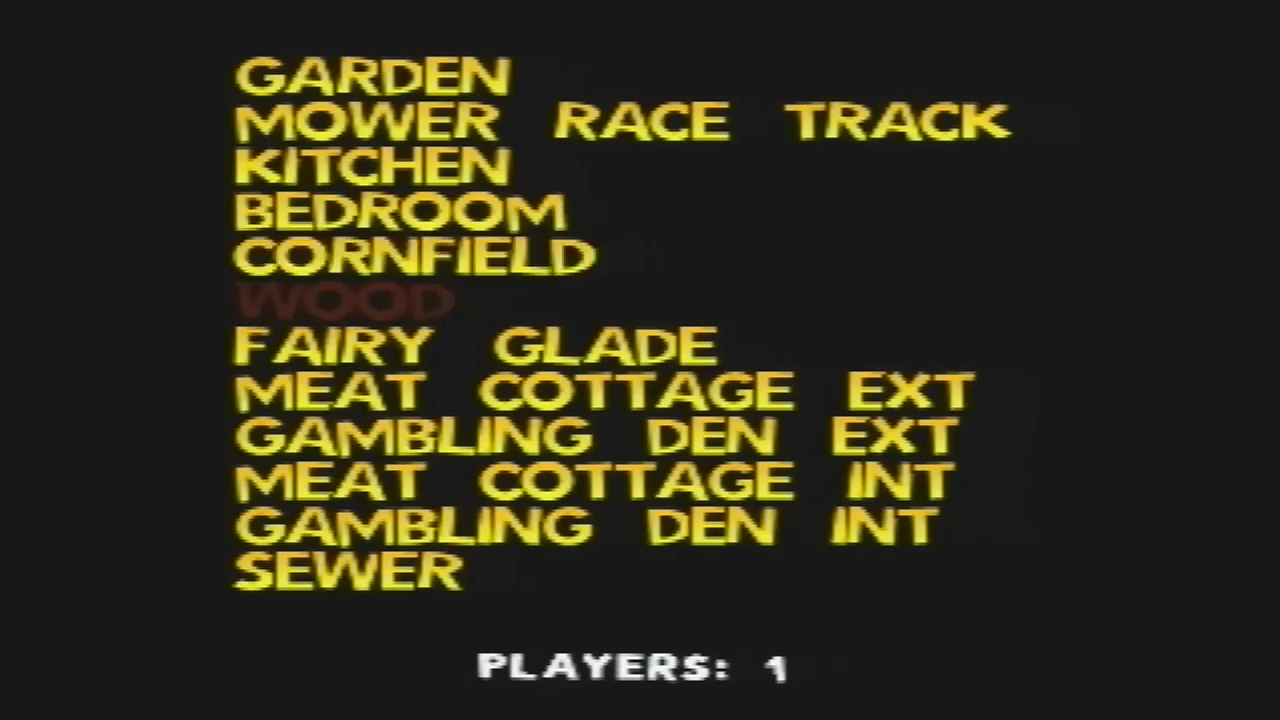 GARDEN
MOWER RACE TRACK
KITCHEN
BEDROOM
CORNFIELD
WOOD
FAIRY GLADE
MEAT COTTAGE EXT
GAMBLING DEN EXT
MEAT COTTAGE INT
GAMBLING DEN INT
SEWER
PLAYERS: 1